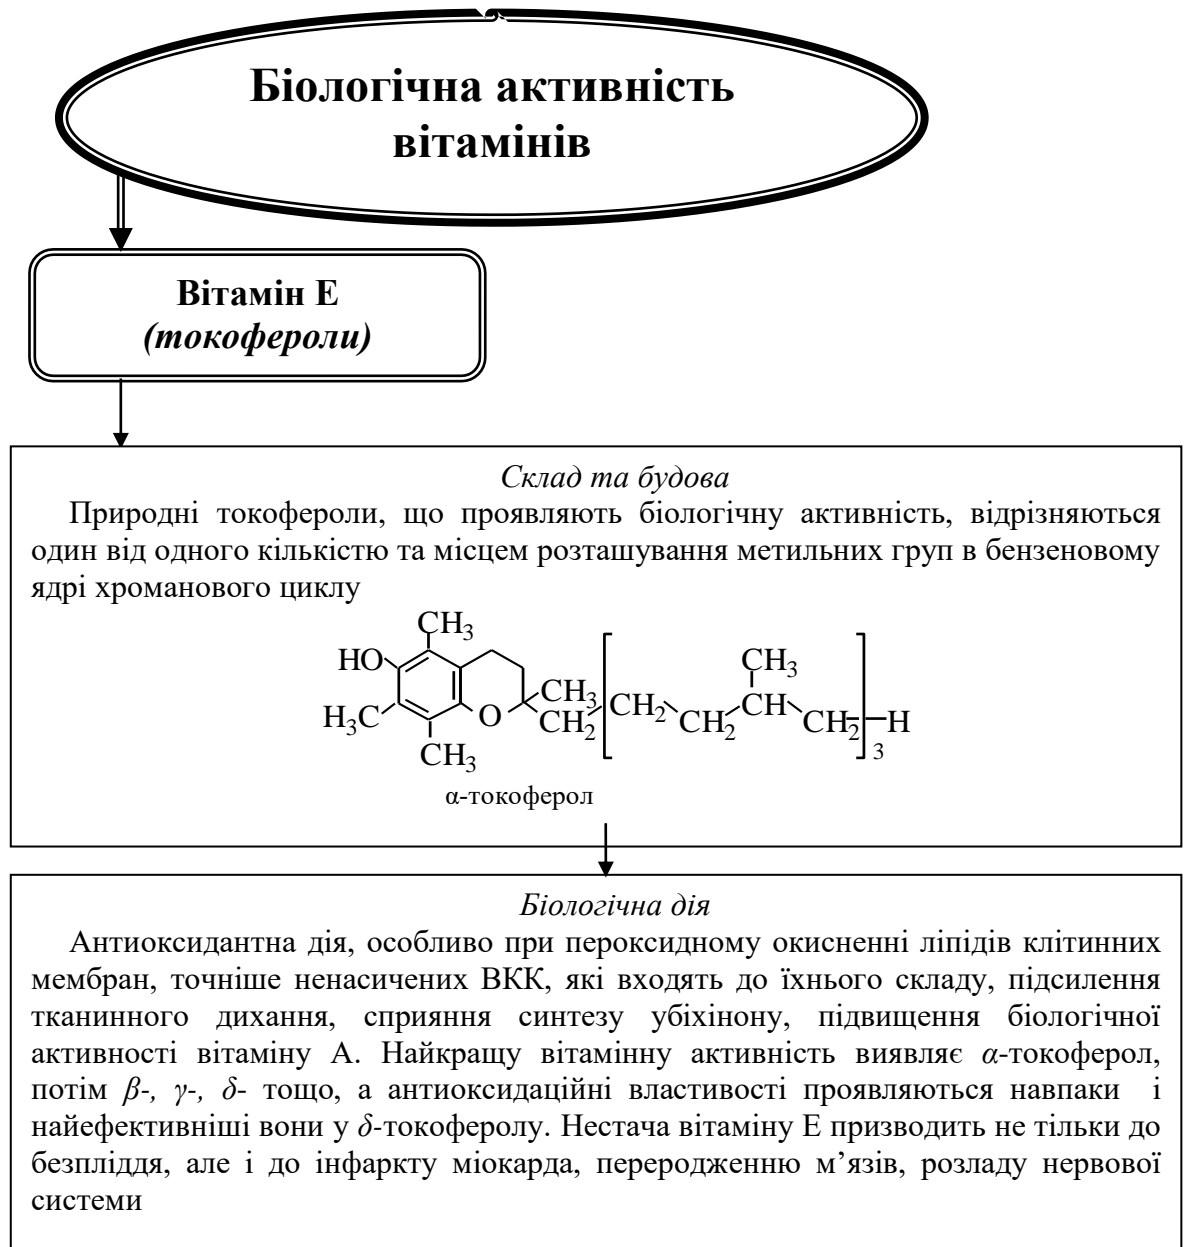 Біологічна активність
вітамінів
Вітамін Е
(токофероли)
Склад та будова
Природні токофероли, що проявляють біологічну активність, відрізняються
один від одного кількістю та місцем розташування метильних груп в бензеновому
ядрі хроманового циклу
CH3
HO
CH3
CH3
CH2
CH2
CH
H3C
O
CH2
CH2
H
CH3
3
α-токоферол
Біологічна дія
Антиоксидантна дія, особливо при пероксидному окисненні ліпідів клітинних
мембран, точніше ненасичених ВКК, які входять до їхнього складу, підсилення
тканинного дихання, сприяння синтезу убіхінону, підвищення біологічної
активності вітаміну А. Найкращу вітамінну активність виявляє α-токоферол,
потім β-, γ-, δ- тощо, а антиоксидаційні властивості проявляються навпаки і
найефективніші вони у δ-токоферолу. Нестача вітаміну Е призводить не тільки до
безпліддя, але і до інфаркту міокарда, переродженню м’язів, розладу нервової
системи